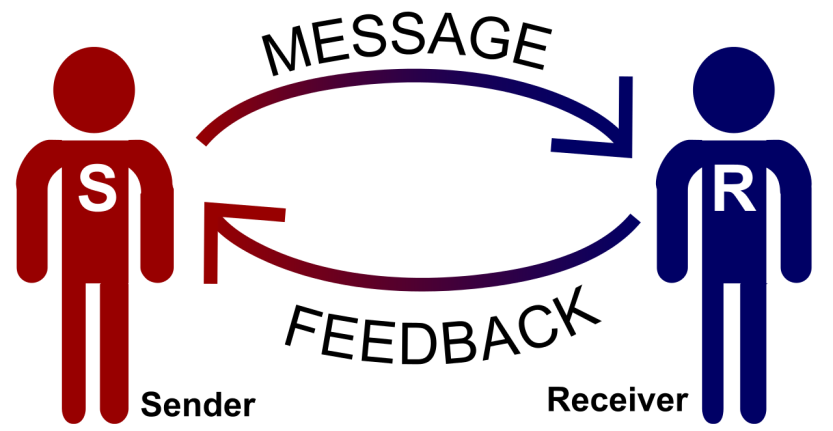 MESSAGE
S
R
FEEDBACK
Sender
Receiver